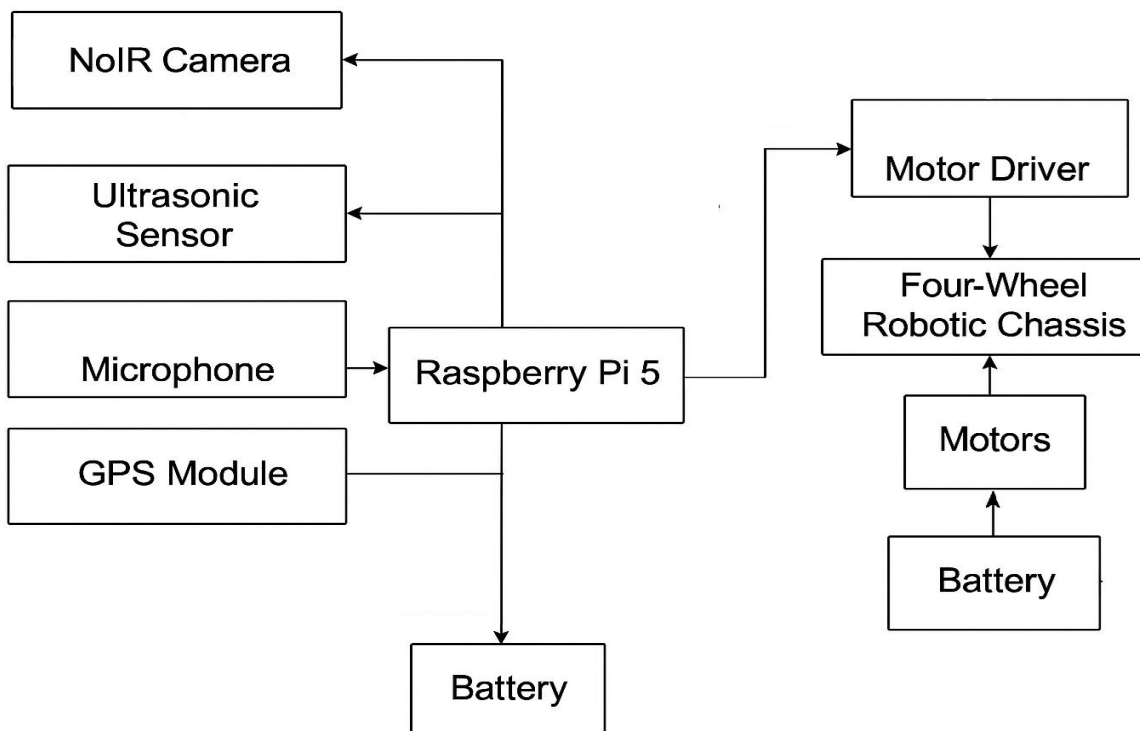 NoIR Camera
Ultrasonic
Sensor
Microphone
GPS Module
Raspberry Pi 5
Battery
Motor Driver
Four-Wheel
Robotic Chassis
Motors
Battery